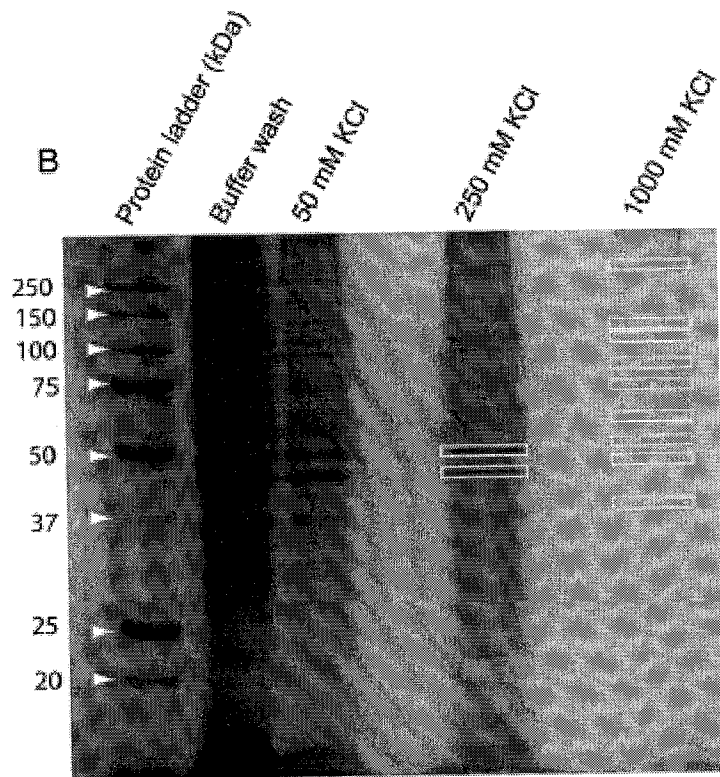 B
Protein ladder (kDa)
Buffer wash
50 mM KCl
250 mM KCl
1000 mM KCl
250
150
100
75
50
37
25
20